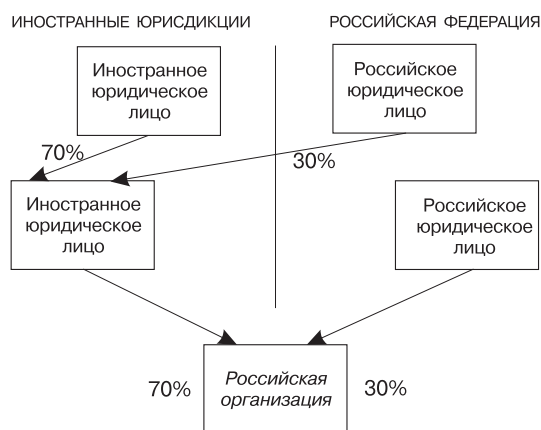 ИНОСТРАННЫЕ ЮРИСДИКЦИИ
РОССИЙСКАЯ ФЕДЕРАЦИЯ
Иностранное
юридическое
лицо
Российское
юридическое
лицо
70%
30%
Иностранное
юридическое
лицо
Российское
юридическое
лицо
70%
Российская
организация
30%